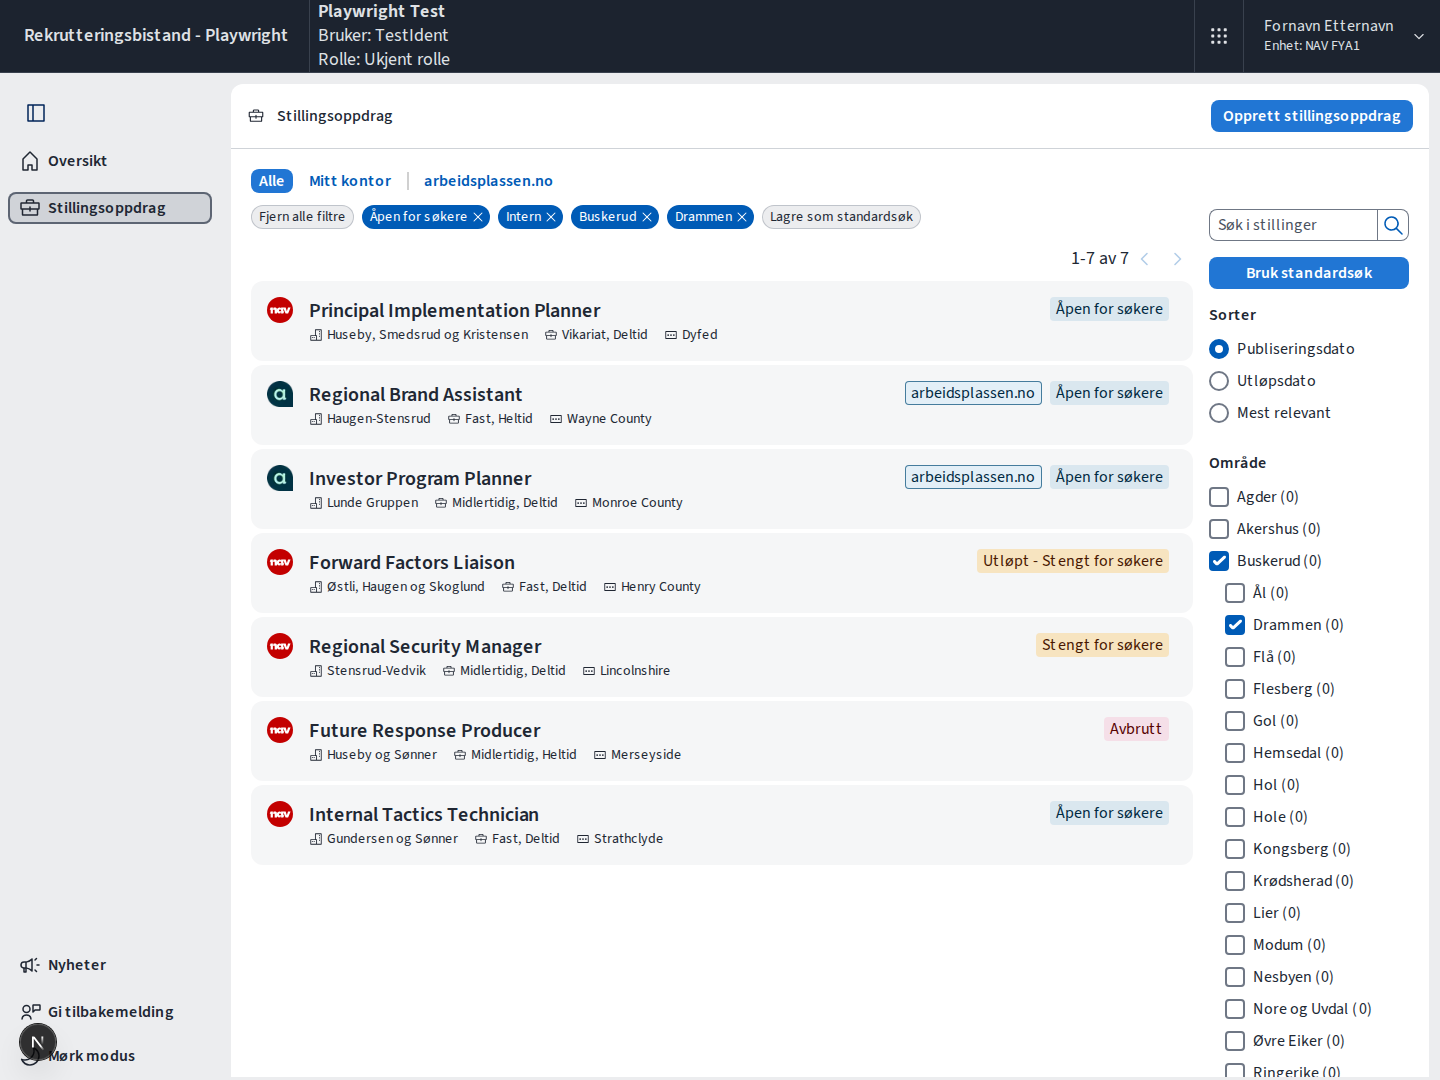 Rekrutteringsbistand - Playwright
Playwright Test
Bruker: TestIdent
Rolle: Ukjent rolle
Fornavn Etternavn
Enhet: NAV FYA1
Oversikt
Stillingsoppdrag
Nyheter
Gi tilbakemelding
N
Mørk modus
Stillingsoppdrag
Opprett stillingsoppdrag
Alle
Mitt kontor
arbeidsplassen.no
Fjern alle filtre
Åpen for søkere
Intern
Buskerud
Drammen
Lagre som standardsøk
1-7 av 7
nav
Principal Implementation Planner
Åpen for søkere
Huseby, Smedsrud og Kristensen
Vikariat, Deltid
Dyfed
a
Regional Brand Assistant
arbeidsplassen.no
Åpen for søkere
Haugen-Stensrud
Fast, Heltid
Wayne County
a
Investor Program Planner
arbeidsplassen.no
Åpen for søkere
Lunde Gruppen
Midlertidig, Deltid
Monroe County
nav
Forward Factors Liaison
Utløpt - Stengt for søkere
Østli, Haugen og Skoglund
Fast, Deltid
Henry County
nav
Regional Security Manager
Stengt for søkere
Stensrud-Vedvik
Midlertidig, Deltid
Lincolnshire
nav
Future Response Producer
Avbrutt
Huseby og Sønner
Midlertidig, Heltid
Merseyside
nav
Internal Tactics Technician
Åpen for søkere
Gundersen og Sønner
Fast, Deltid
Strathclyde
Søk i stillinger
Bruk standardsøk
Sorter
Publiseringsdato
Utløpsdato
Mest relevant
Område
Agder (0)
Akershus (0)
Buskerud (0)
Ål (0)
Drammen (0)
Flå (0)
Flesberg (0)
Gol (0)
Hemsedal (0)
Hol (0)
Hole (0)
Kongsberg (0)
Krødsherad (0)
Lier (0)
Modum (0)
Nesbyen (0)
Nore og Uvdal (0)
Øvre Eiker (0)
Ringerike (0)